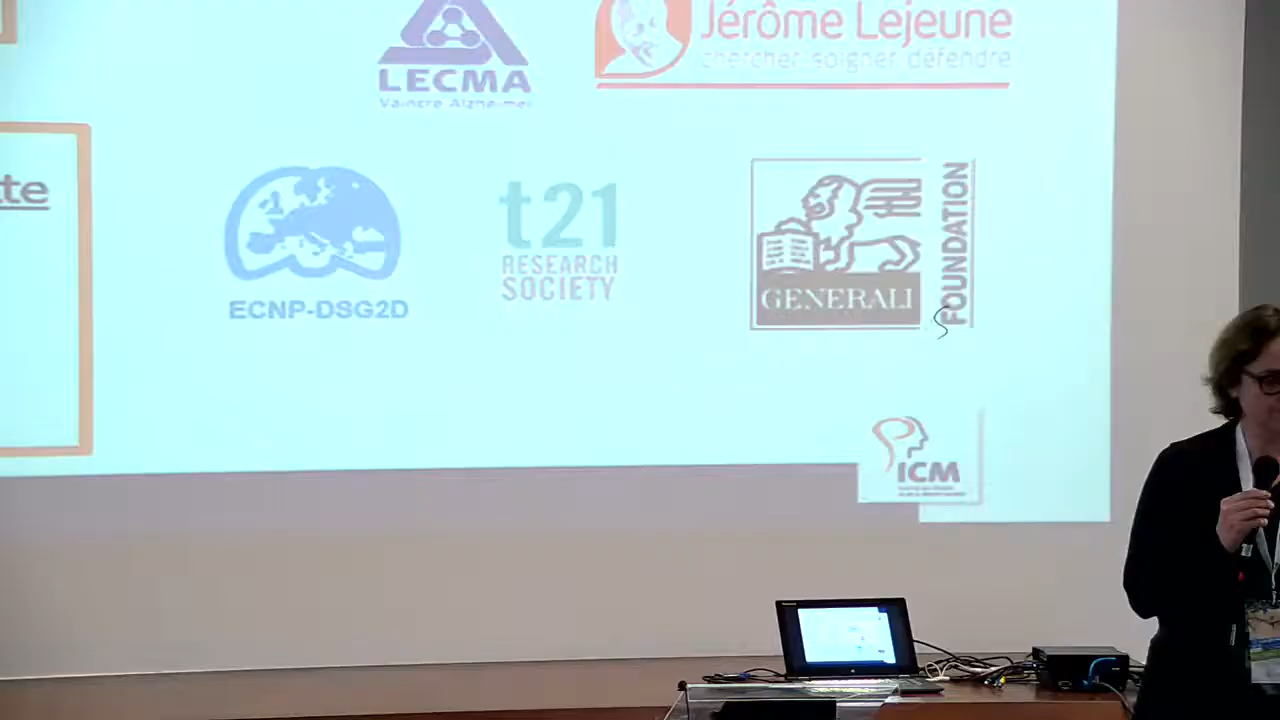 Jérôme Lejeune
chercher soigner défendre
LECMA
Vaincre Alzheimer
te
t21
RESEARCH
SOCIETY
ECNP-DSG2D
GENERALI
FOUNDATION
ICM